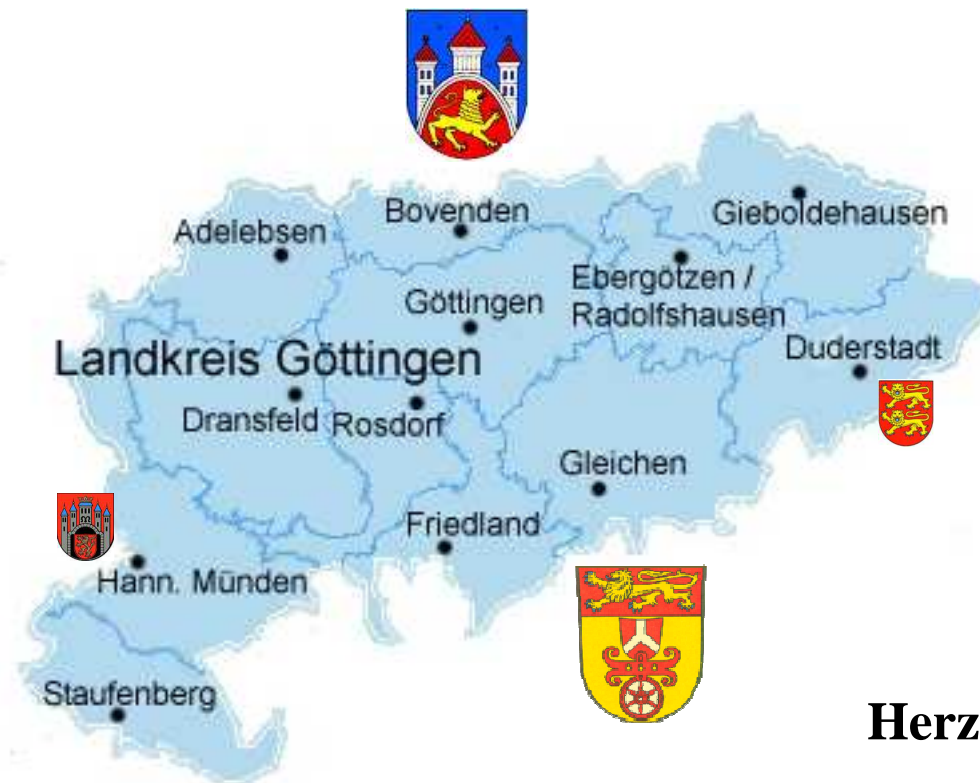 Bovenden
Gieboldehausen
Adelebsen
Ebergötzen /
Radolfshausen
Göttingen
Duderstadt
Landkreis Göttingen
Dransfeld
Rosdorf
Gleichen
Friedland
Hann. Münden
Staufenberg
Herz